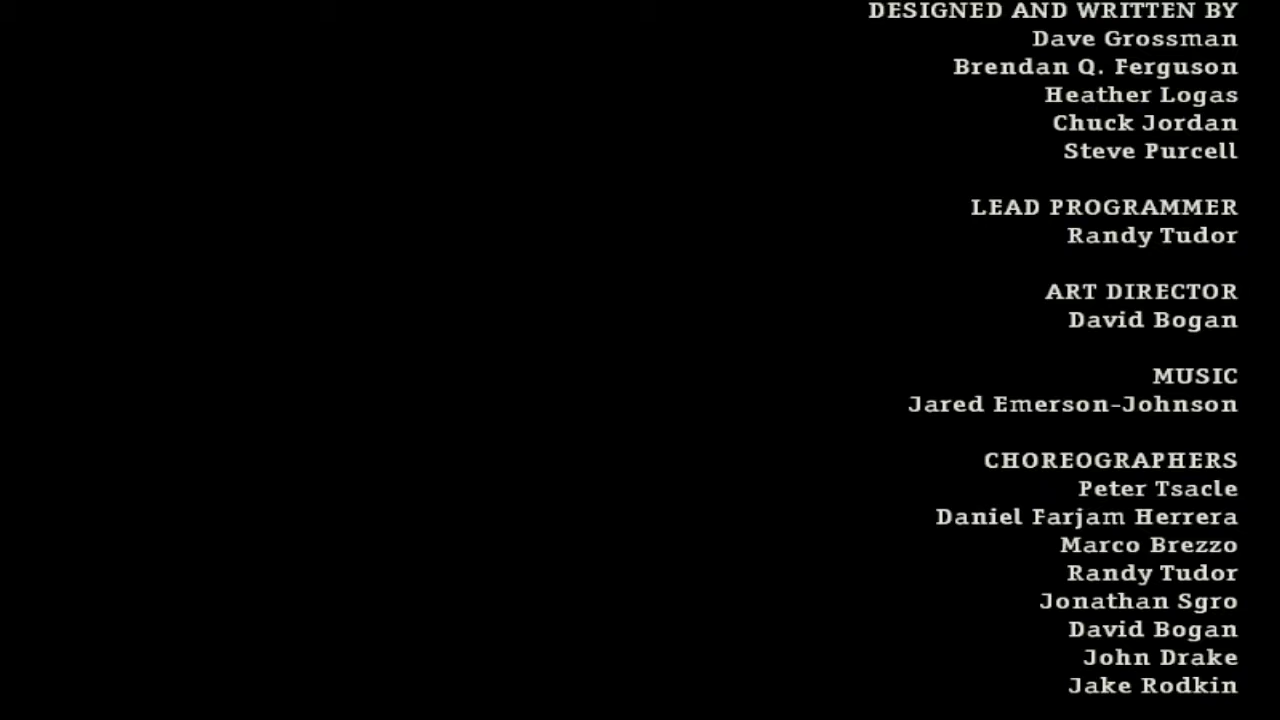 DESIGNED AND WRITTEN BY
Dave Grossman
Brendan Q. Ferguson
Heather Logas
Chuck Jordan
Steve Purcell
LEAD PROGRAMMER
Randy Tudor
ART DIRECTOR
David Bogan
MUSIC
Jared Emerson-Johnson
CHOREOGRAPHERS
Peter Tsacle
Daniel Farjam Herrera
Marco Brezzo
Randy Tudor
Jonathan Sgro
David Bogan
John Drake
Jake Rodkin